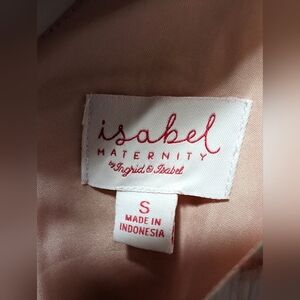 isabel
MATERNITY
by Ingrid & Isabel
S
MADE IN
INDONESIA